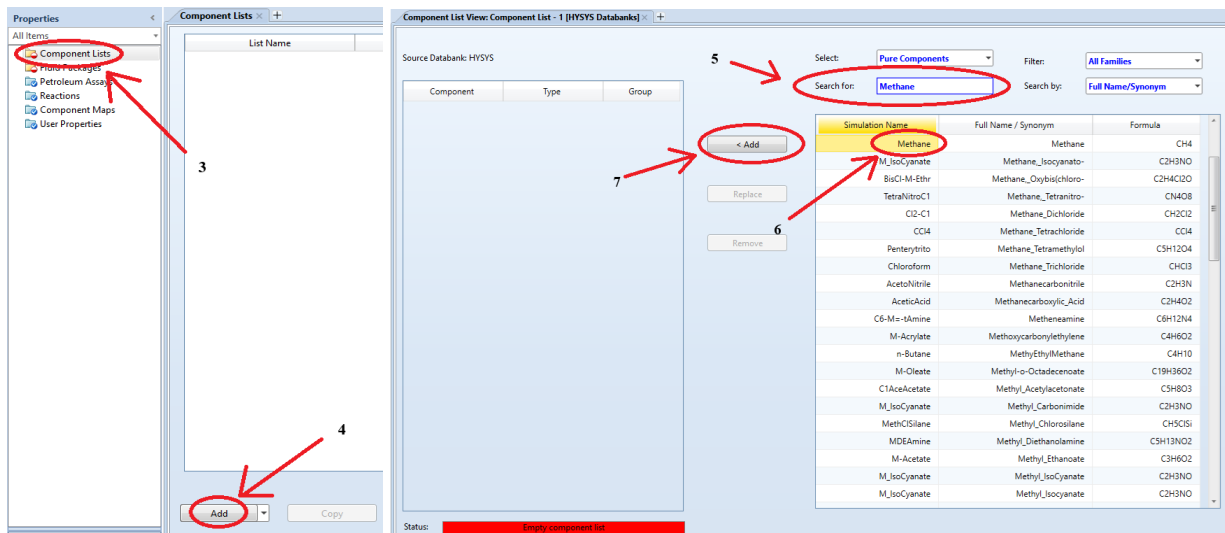 Properties <
All Items
Component Lists
Fluid Packages
Petroleum Assays
Reactions
Component Maps
User Properties
3
Component Lists × +
List Name
4
Add Copy
Component List View: Component List - 1 [HYSYS Databanks] × +
Source Databank: HYSYS
Component Type Group
5
Select: Pure Components Filter: All Families
Search for: Methane Search by: Full Name/Synonym
< Add
7
Replace
6
Remove
Simulation Name Full Name / Synonym Formula
Methane Methane CH4
M_IsoCyanate Methane,_Isocyanato- C2H3NO
BisCl-M-Ethr Methane,_Oxybis(chloro- C2H4Cl2O
TetraNitroC1 Methane,_Tetranitro- CN4O8
Cl2-C1 Methane_Dichloride CH2Cl2
CCl4 Methane_Tetrachloride CCl4
Penterytrito Methane_Tetramethylol C5H12O4
Chloroform Methane_Trichloride CHCl3
AcetoNitrile Methanecarbonitrile C2H3N
AceticAcid Methanecarboxylic_Acid C2H4O2
C6-M=-tAmine Metheneamine C6H12N4
M-Acrylate Methoxycarbonylethylene C4H6O2
n-Butane MethyEthylMethane C4H10
M-Oleate Methyl-o-Octadecenoate C19H36O2
C1AceAcetate Methyl_Acetylacetonate C5H8O3
M_IsoCyanate Methyl_Carbonimide C2H3NO
MethClSilane Methyl_Chlorosilane CH5ClSi
MDEAmine Methyl_Diethanolamine C5H13NO2
M-Acetate Methyl_Ethanoate C3H6O2
M_IsoCyanate Methyl_IsoCyanate C2H3NO
M_IsoCyanate Methyl_Isocyanate C2H3NO
Status: Empty component list